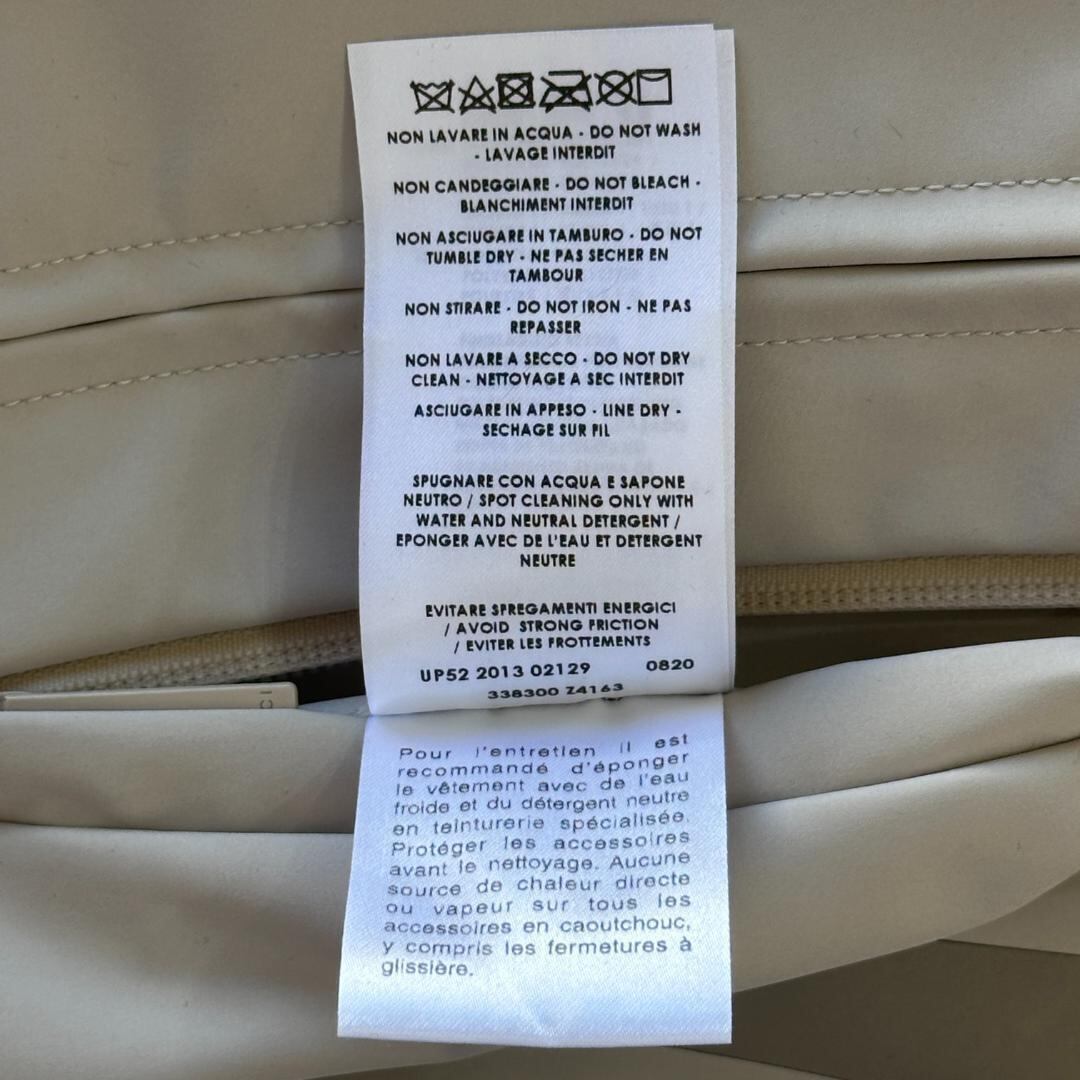 NON LAVARE IN ACQUA - DO NOT WASH
- LAVAGE INTERDIT
NON CANDEGGIARE - DO NOT BLEACH -
BLANCHIMENT INTERDIT
NON ASCIUGARE IN TAMBURO - DO NOT
TUMBLE DRY - NE PAS SECHER EN
TAMBOUR
NON STIRARE - DO NOT IRON - NE PAS
REPASSER
NON LAVARE A SECCO - DO NOT DRY
CLEAN - NETTOYAGE A SEC INTERDIT
ASCIUGARE IN APPESO - LINE DRY -
SECHAGE SUR FIL
SPUGNARE CON ACQUA E SAPONE
NEUTRO / SPOT CLEANING ONLY WITH
WATER AND NEUTRAL DETERGENT /
EPONGER AVEC DE L'EAU ET DETERGENT
NEUTRE
EVITARE SFREGAMENTI ENERGICI
/ AVOID STRONG FRICTION
/ EVITER LES FROTTEMENTS
UP52 2013 02129 0820
338300 Z4163
Pour l'entretien il est
recommandé d'éponger
le vêtement avec de l'eau
froide et du détergent neutre
en teinturerie spécialisée.
Protéger les accessoires
avant le nettoyage. Aucune
source de chaleur directe
ou vapeur sur tous les
accessoires en caoutchouc,
y compris les fermetures à
glissière.